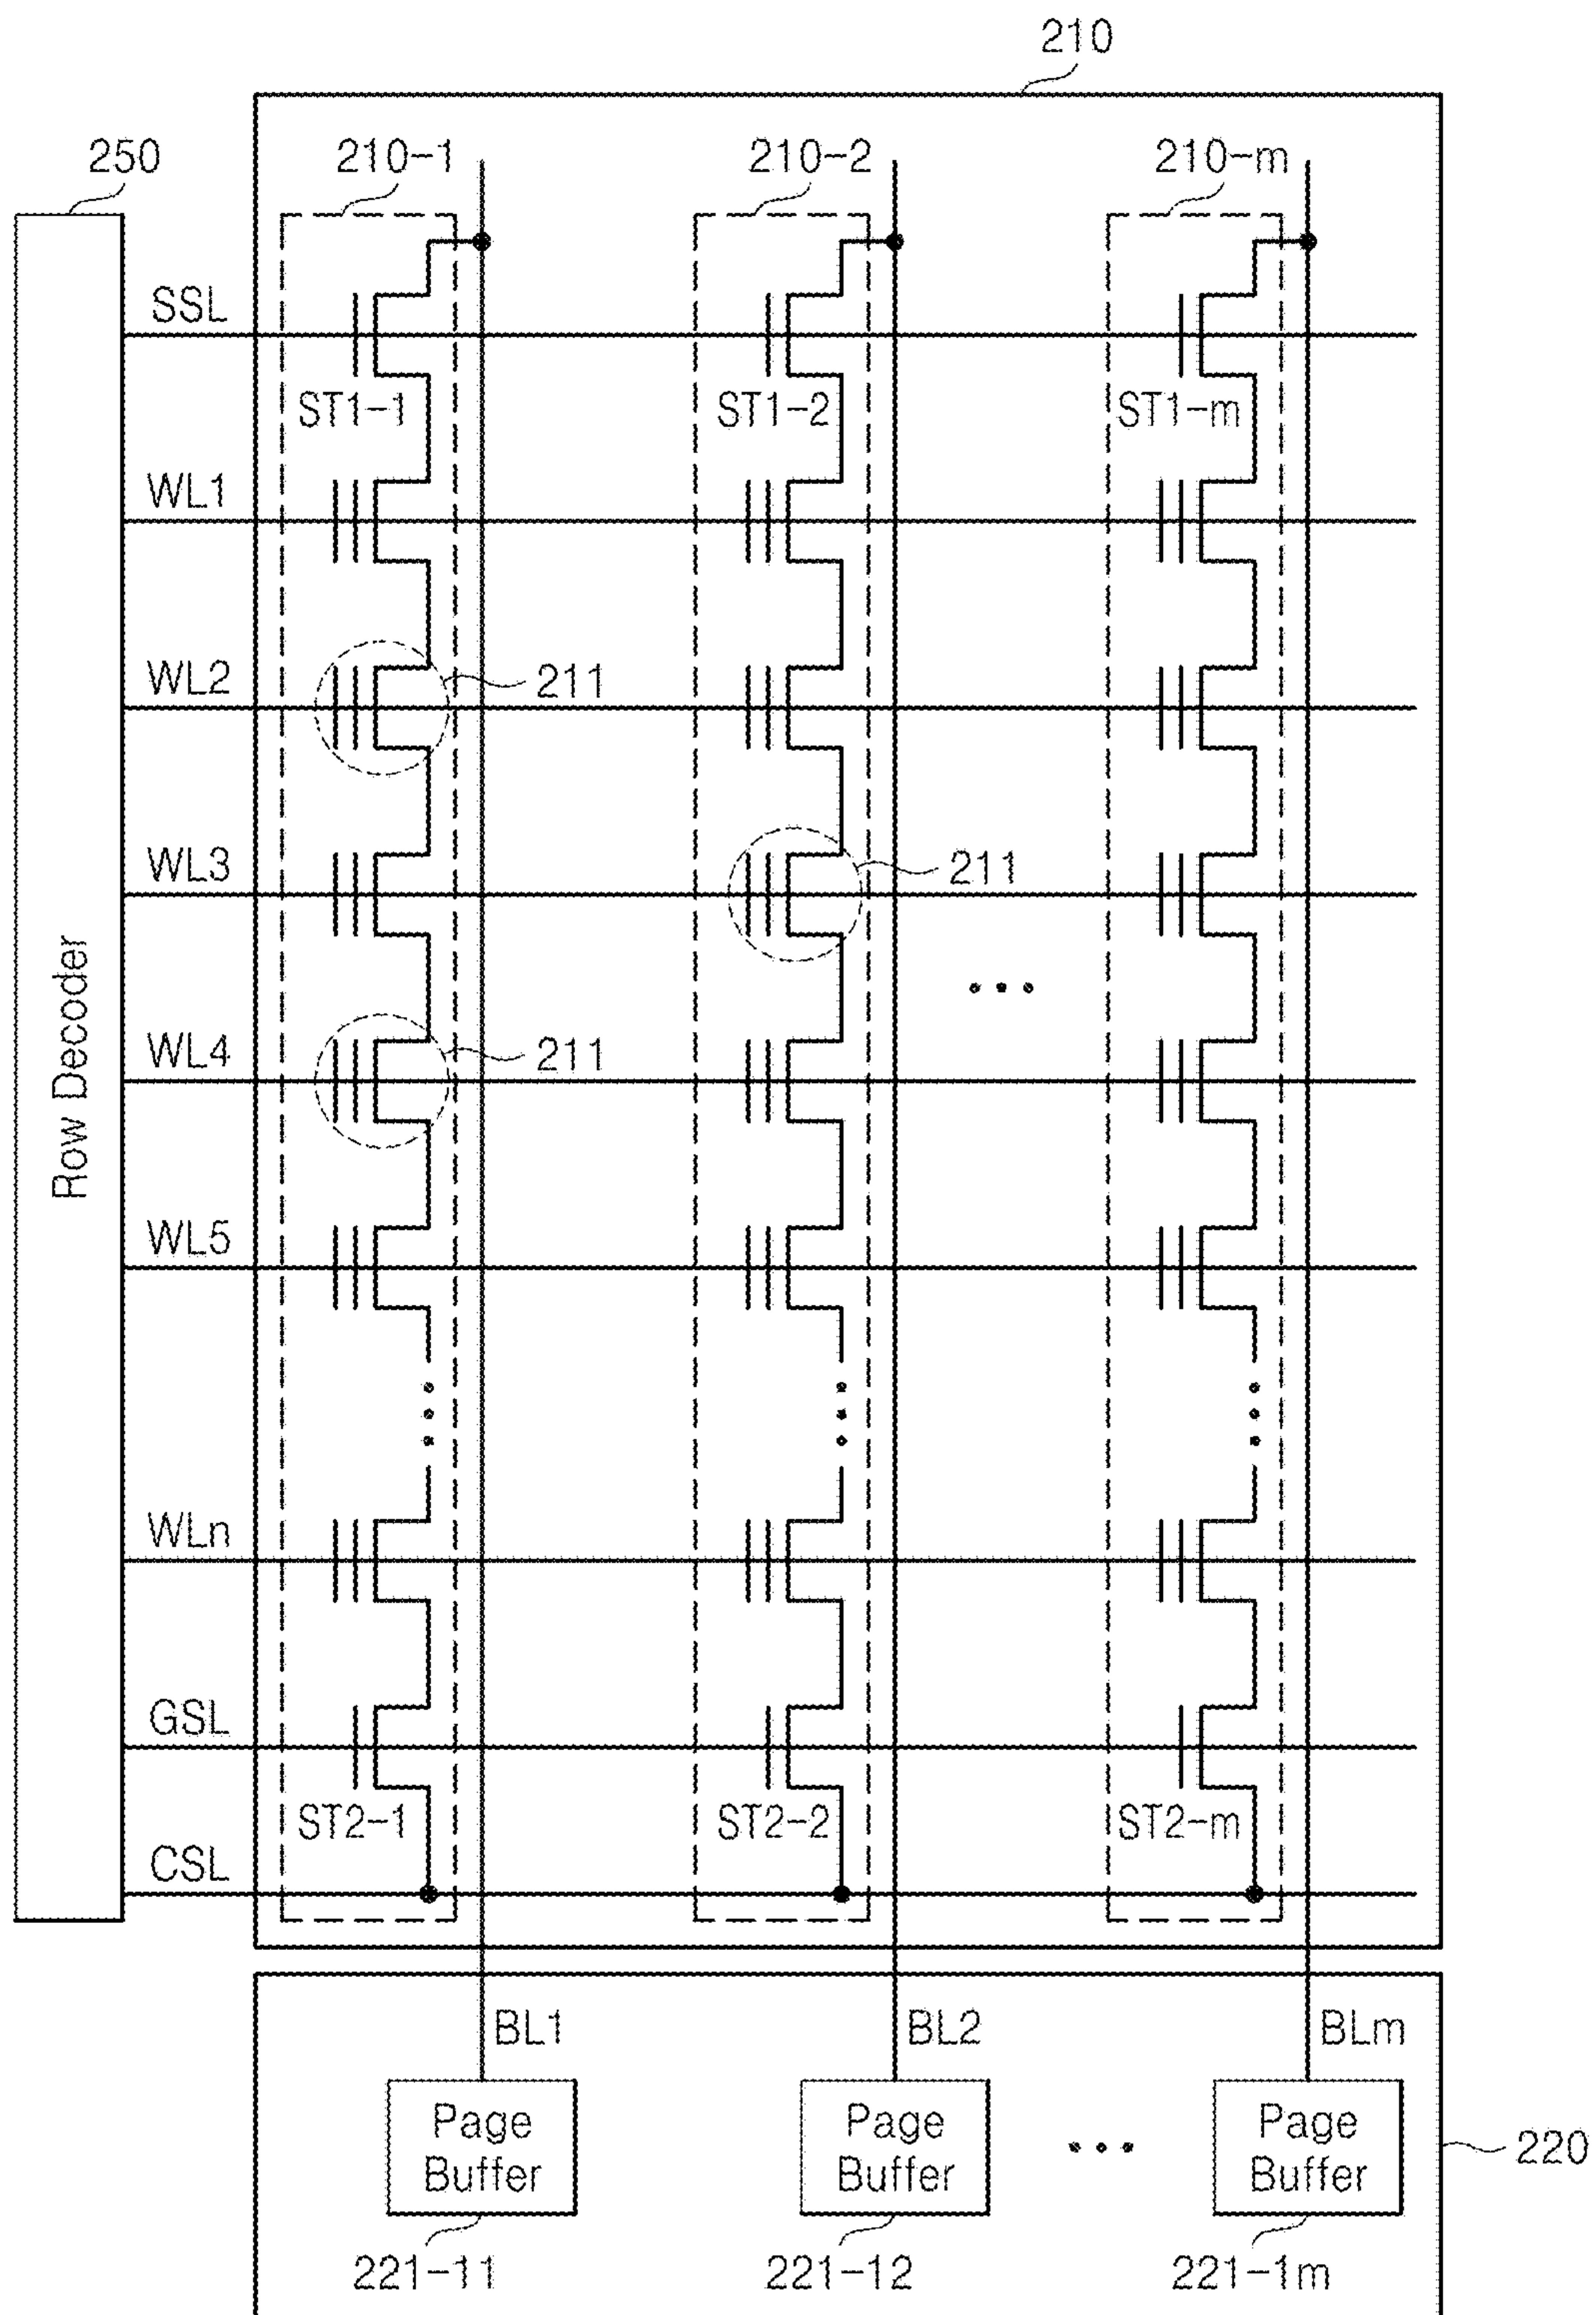 210
250
210-1
210-2
210-m
SSL
ST1-1
ST1-2
ST1-m
WL1
WL2
211
WL3
211
WL4
211
Row Decoder
WL5
WLn
GSL
ST2-1
ST2-2
ST2-m
CSL
BL1
BL2
BLm
Page
Buffer
Page
Buffer
Page
Buffer
220
221-11
221-12
221-1m